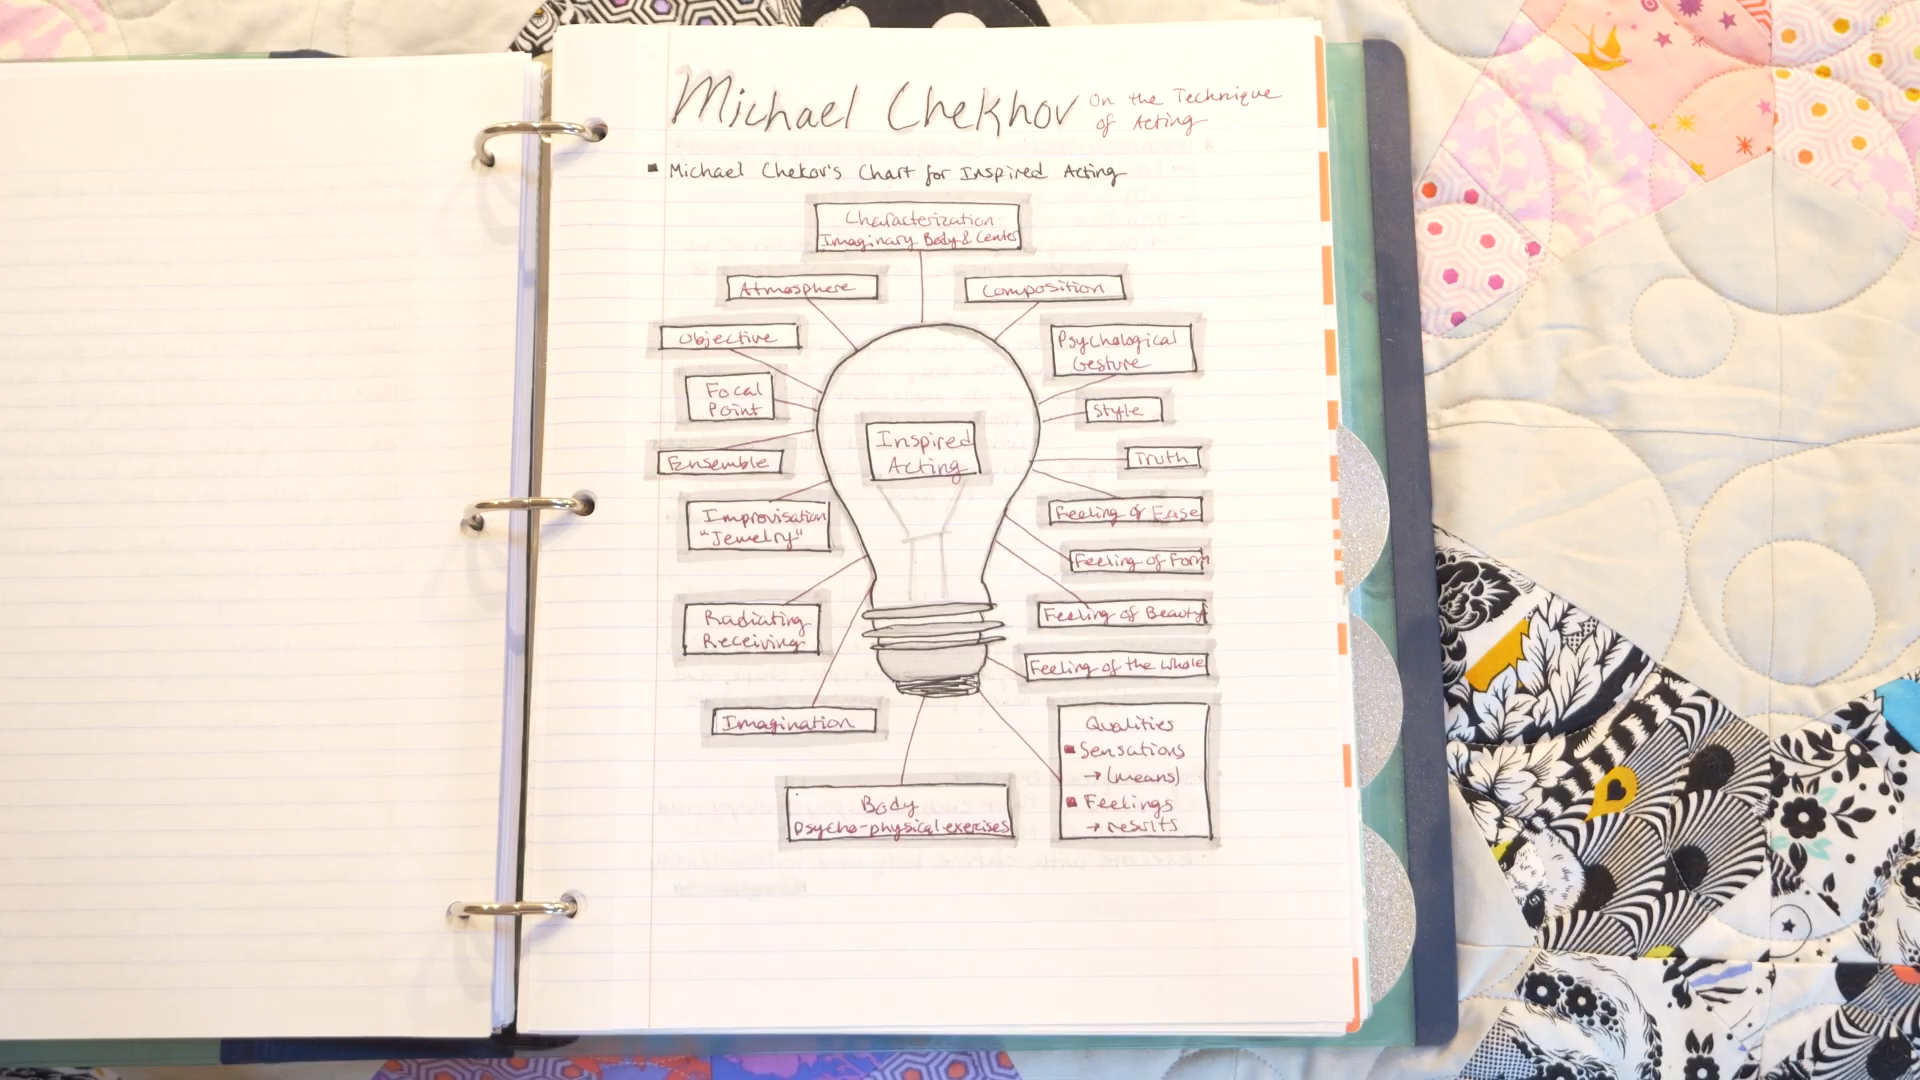 Michael Chekhov On the Technique
of Acting
▪ Michael Chekov's Chart for Inspired Acting
Characterization
Imaginary Body & Center
Atmosphere
Composition
Objective
Psychological
Gesture
Focal
Point
Style
Inspired
Acting
Ensemble
Truth
Improvisation
"Jewelry"
Feeling of Ease
Feeling of Form
Radiating
Receiving
Feeling of Beauty
Feeling of the Whole
Imagination
Qualities
▪ Sensations
→ (means)
▪ Feelings
→ results
Body
Psycho-physical exercises